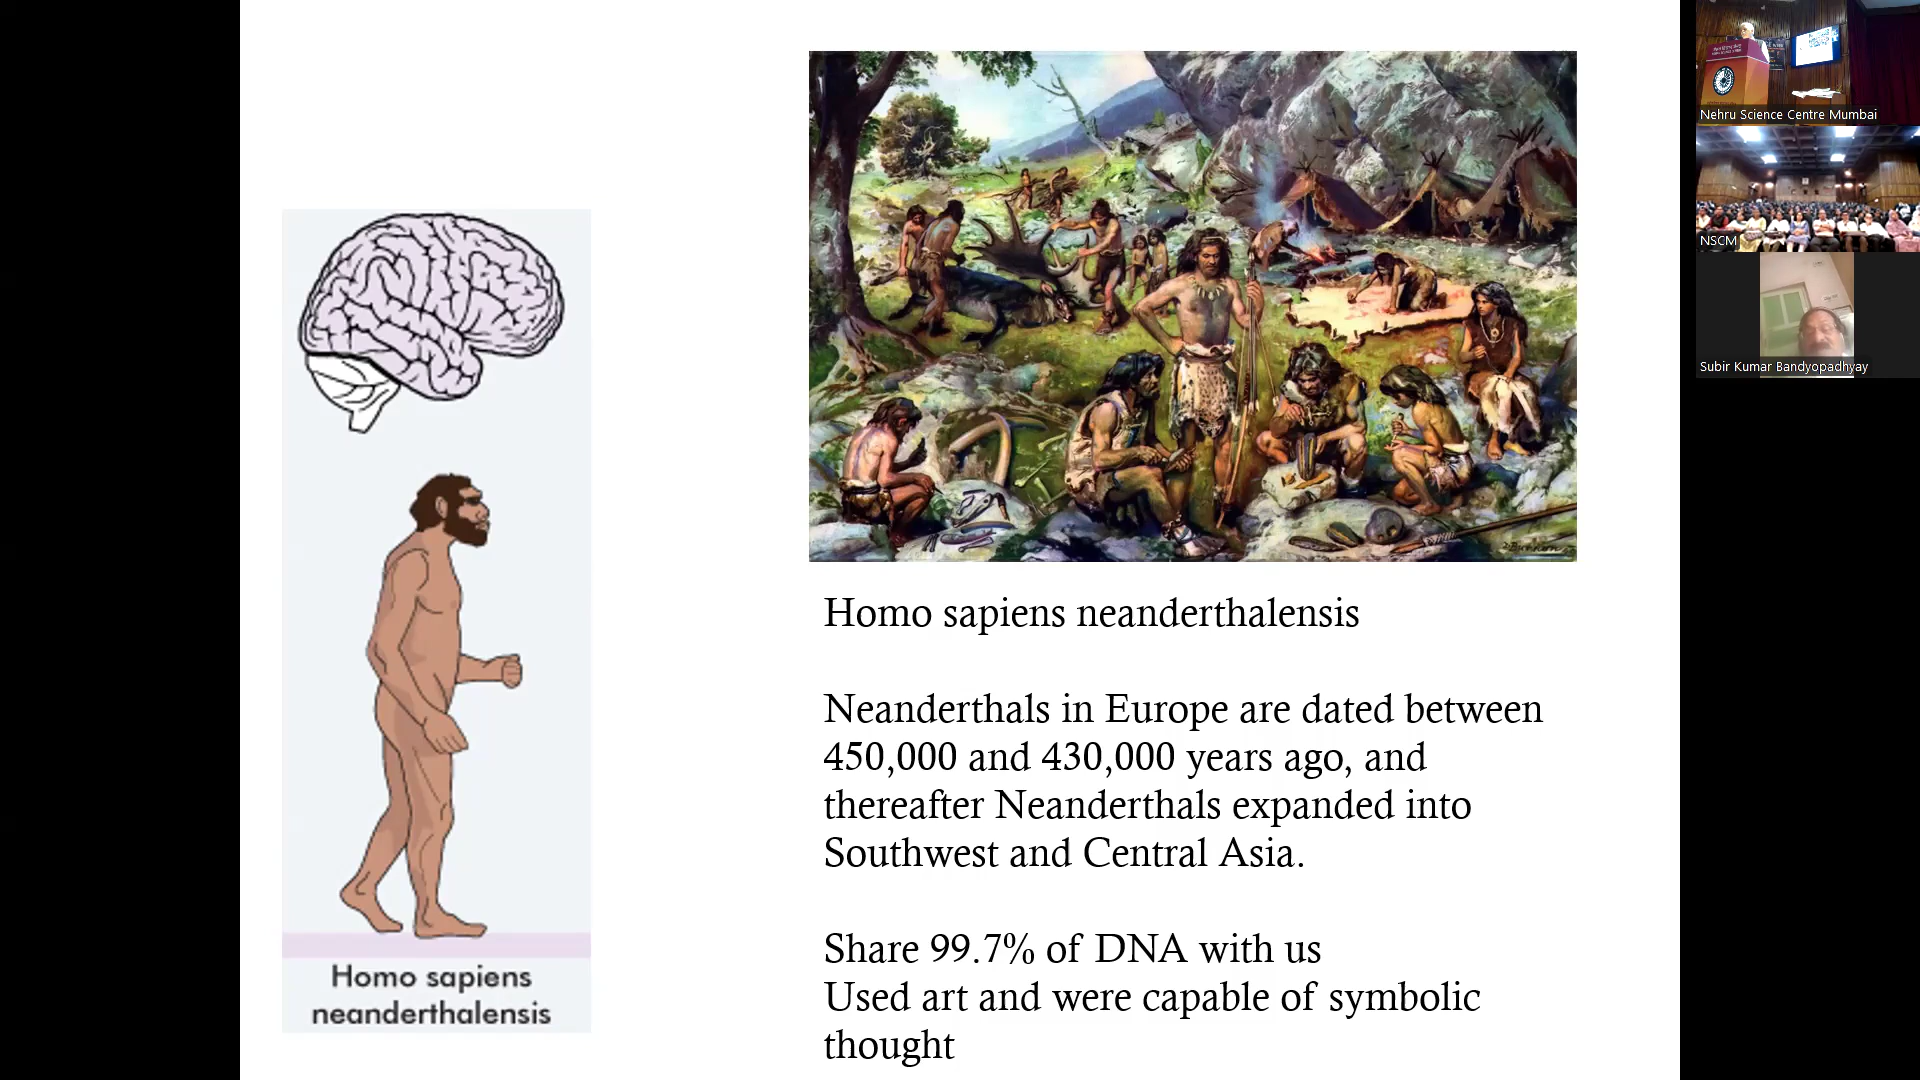 Homo sapiens neanderthalensis
Neanderthals in Europe are dated between
450,000 and 430,000 years ago, and
thereafter Neanderthals expanded into
Southwest and Central Asia.
Share 99.7% of DNA with us
Used art and were capable of symbolic
thought
Homo sapiens
neanderthalensis
Nehru Science Centre Mumbai
NSCM
Subir Kumar Bandyopadhyay